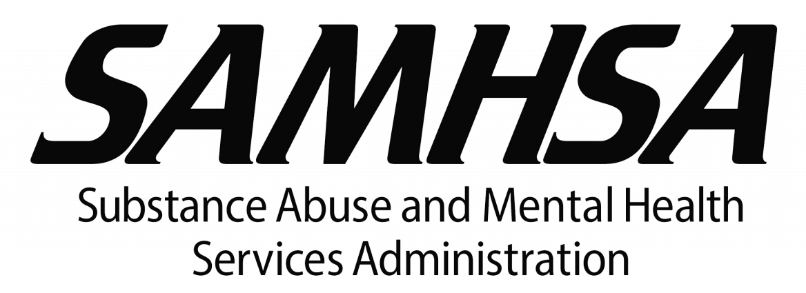 SAMHSA
Substance Abuse and Mental Health
Services Administration